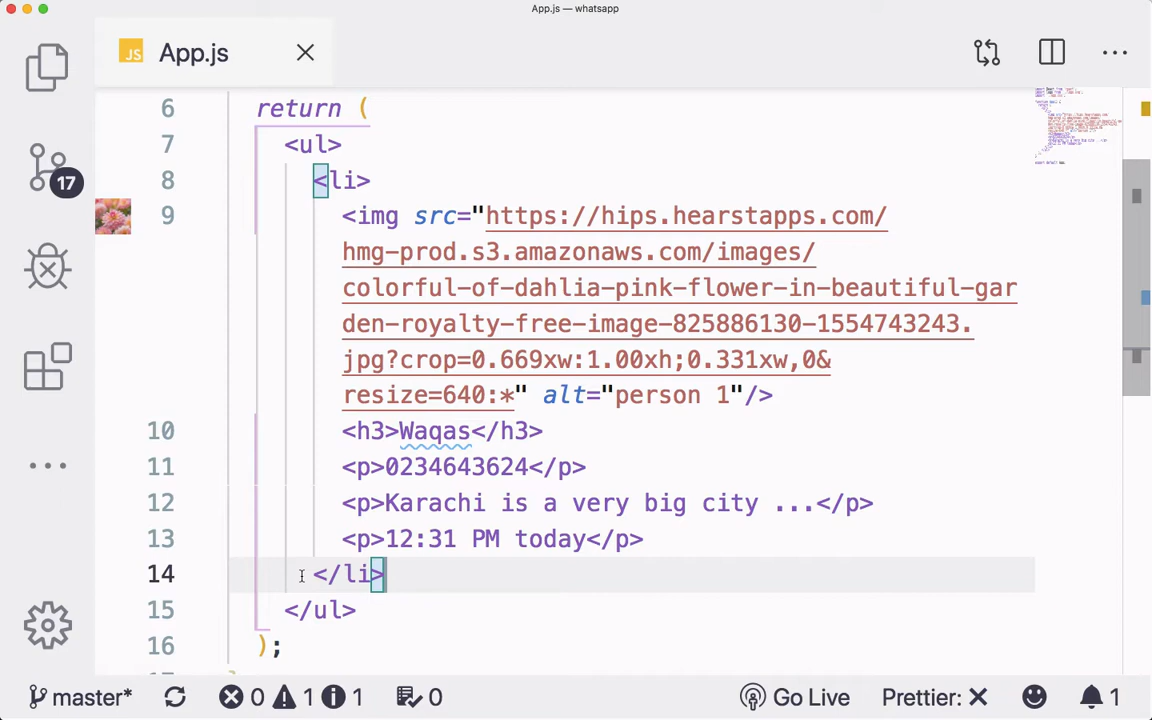 App.js — whatsapp
JS App.js
6 return (
7 <ul>
8 <li>
9 <img src="https://hips.hearstapps.com/
hmg-prod.s3.amazonaws.com/images/
colorful-of-dahlia-pink-flower-in-beautiful-gar
den-royalty-free-image-825886130-1554743243.
jpg?crop=0.669xw:1.00xh;0.331xw,0&
resize=640:*" alt="person 1"/>
10 <h3>Waqas</h3>
11 <p>0234643624</p>
12 <p>Karachi is a very big city ...</p>
13 <p>12:31 PM today</p>
14 </li>
15 </ul>
16 );
17
master* 0 1 1 0 Go Live Prettier: 1